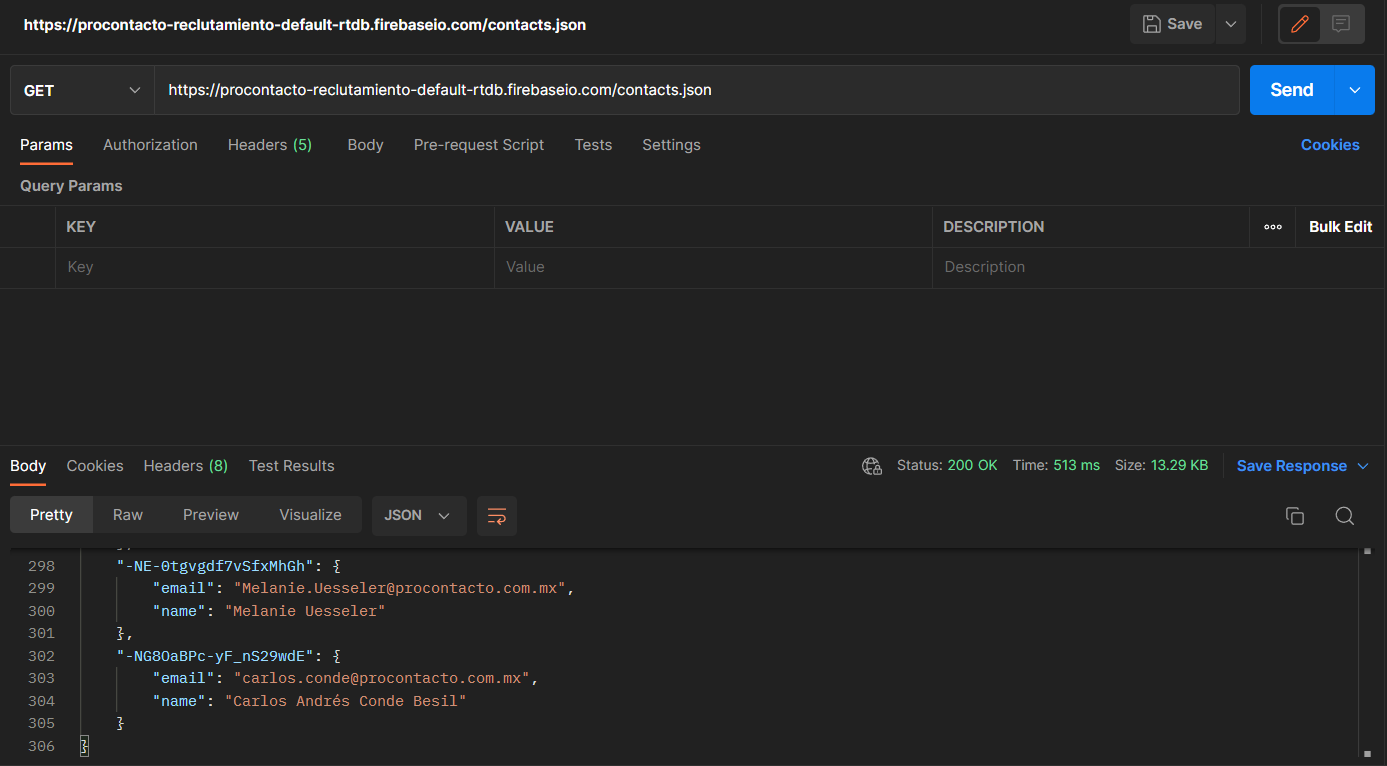 https://procontacto-reclutamiento-default-rtdb.firebaseio.com/contacts.json Save
GET https://procontacto-reclutamiento-default-rtdb.firebaseio.com/contacts.json Send
Params Authorization Headers (5) Body Pre-request Script Tests Settings Cookies
Query Params
KEY VALUE DESCRIPTION Bulk Edit
Key Value Description
Body Cookies Headers (8) Test Results Status: 200 OK Time: 513 ms Size: 13.29 KB Save Response
Pretty Raw Preview Visualize JSON
298 "-NE-0tgvgdf7vSfxMhGh": {
299 "email": "Melanie.Uesseler@procontacto.com.mx",
300 "name": "Melanie Uesseler"
301 },
302 "-NG8OaBPc-yF_nS29wdE": {
303 "email": "carlos.conde@procontacto.com.mx",
304 "name": "Carlos Andrés Conde Besil"
305 }
306 }